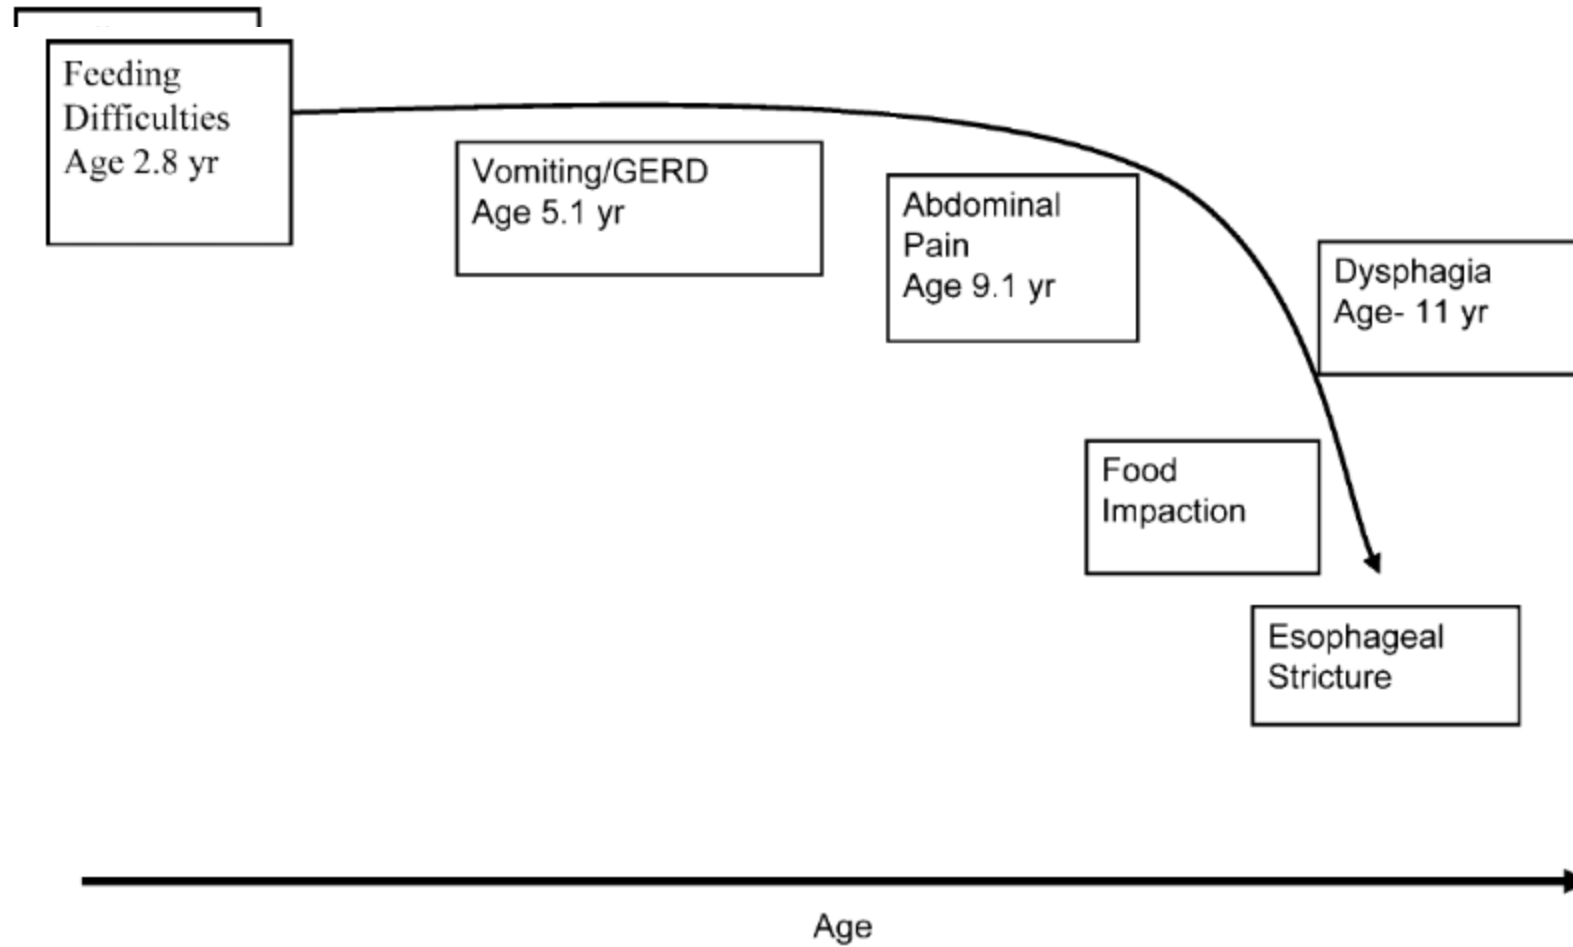 Feeding
Difficulties
Age 2.8 yr
Vomiting/GERD
Age 5.1 yr
Abdominal
Pain
Age 9.1 yr
Dysphagia
Age- 11 yr
Food
Impaction
Esophageal
Stricture
Age